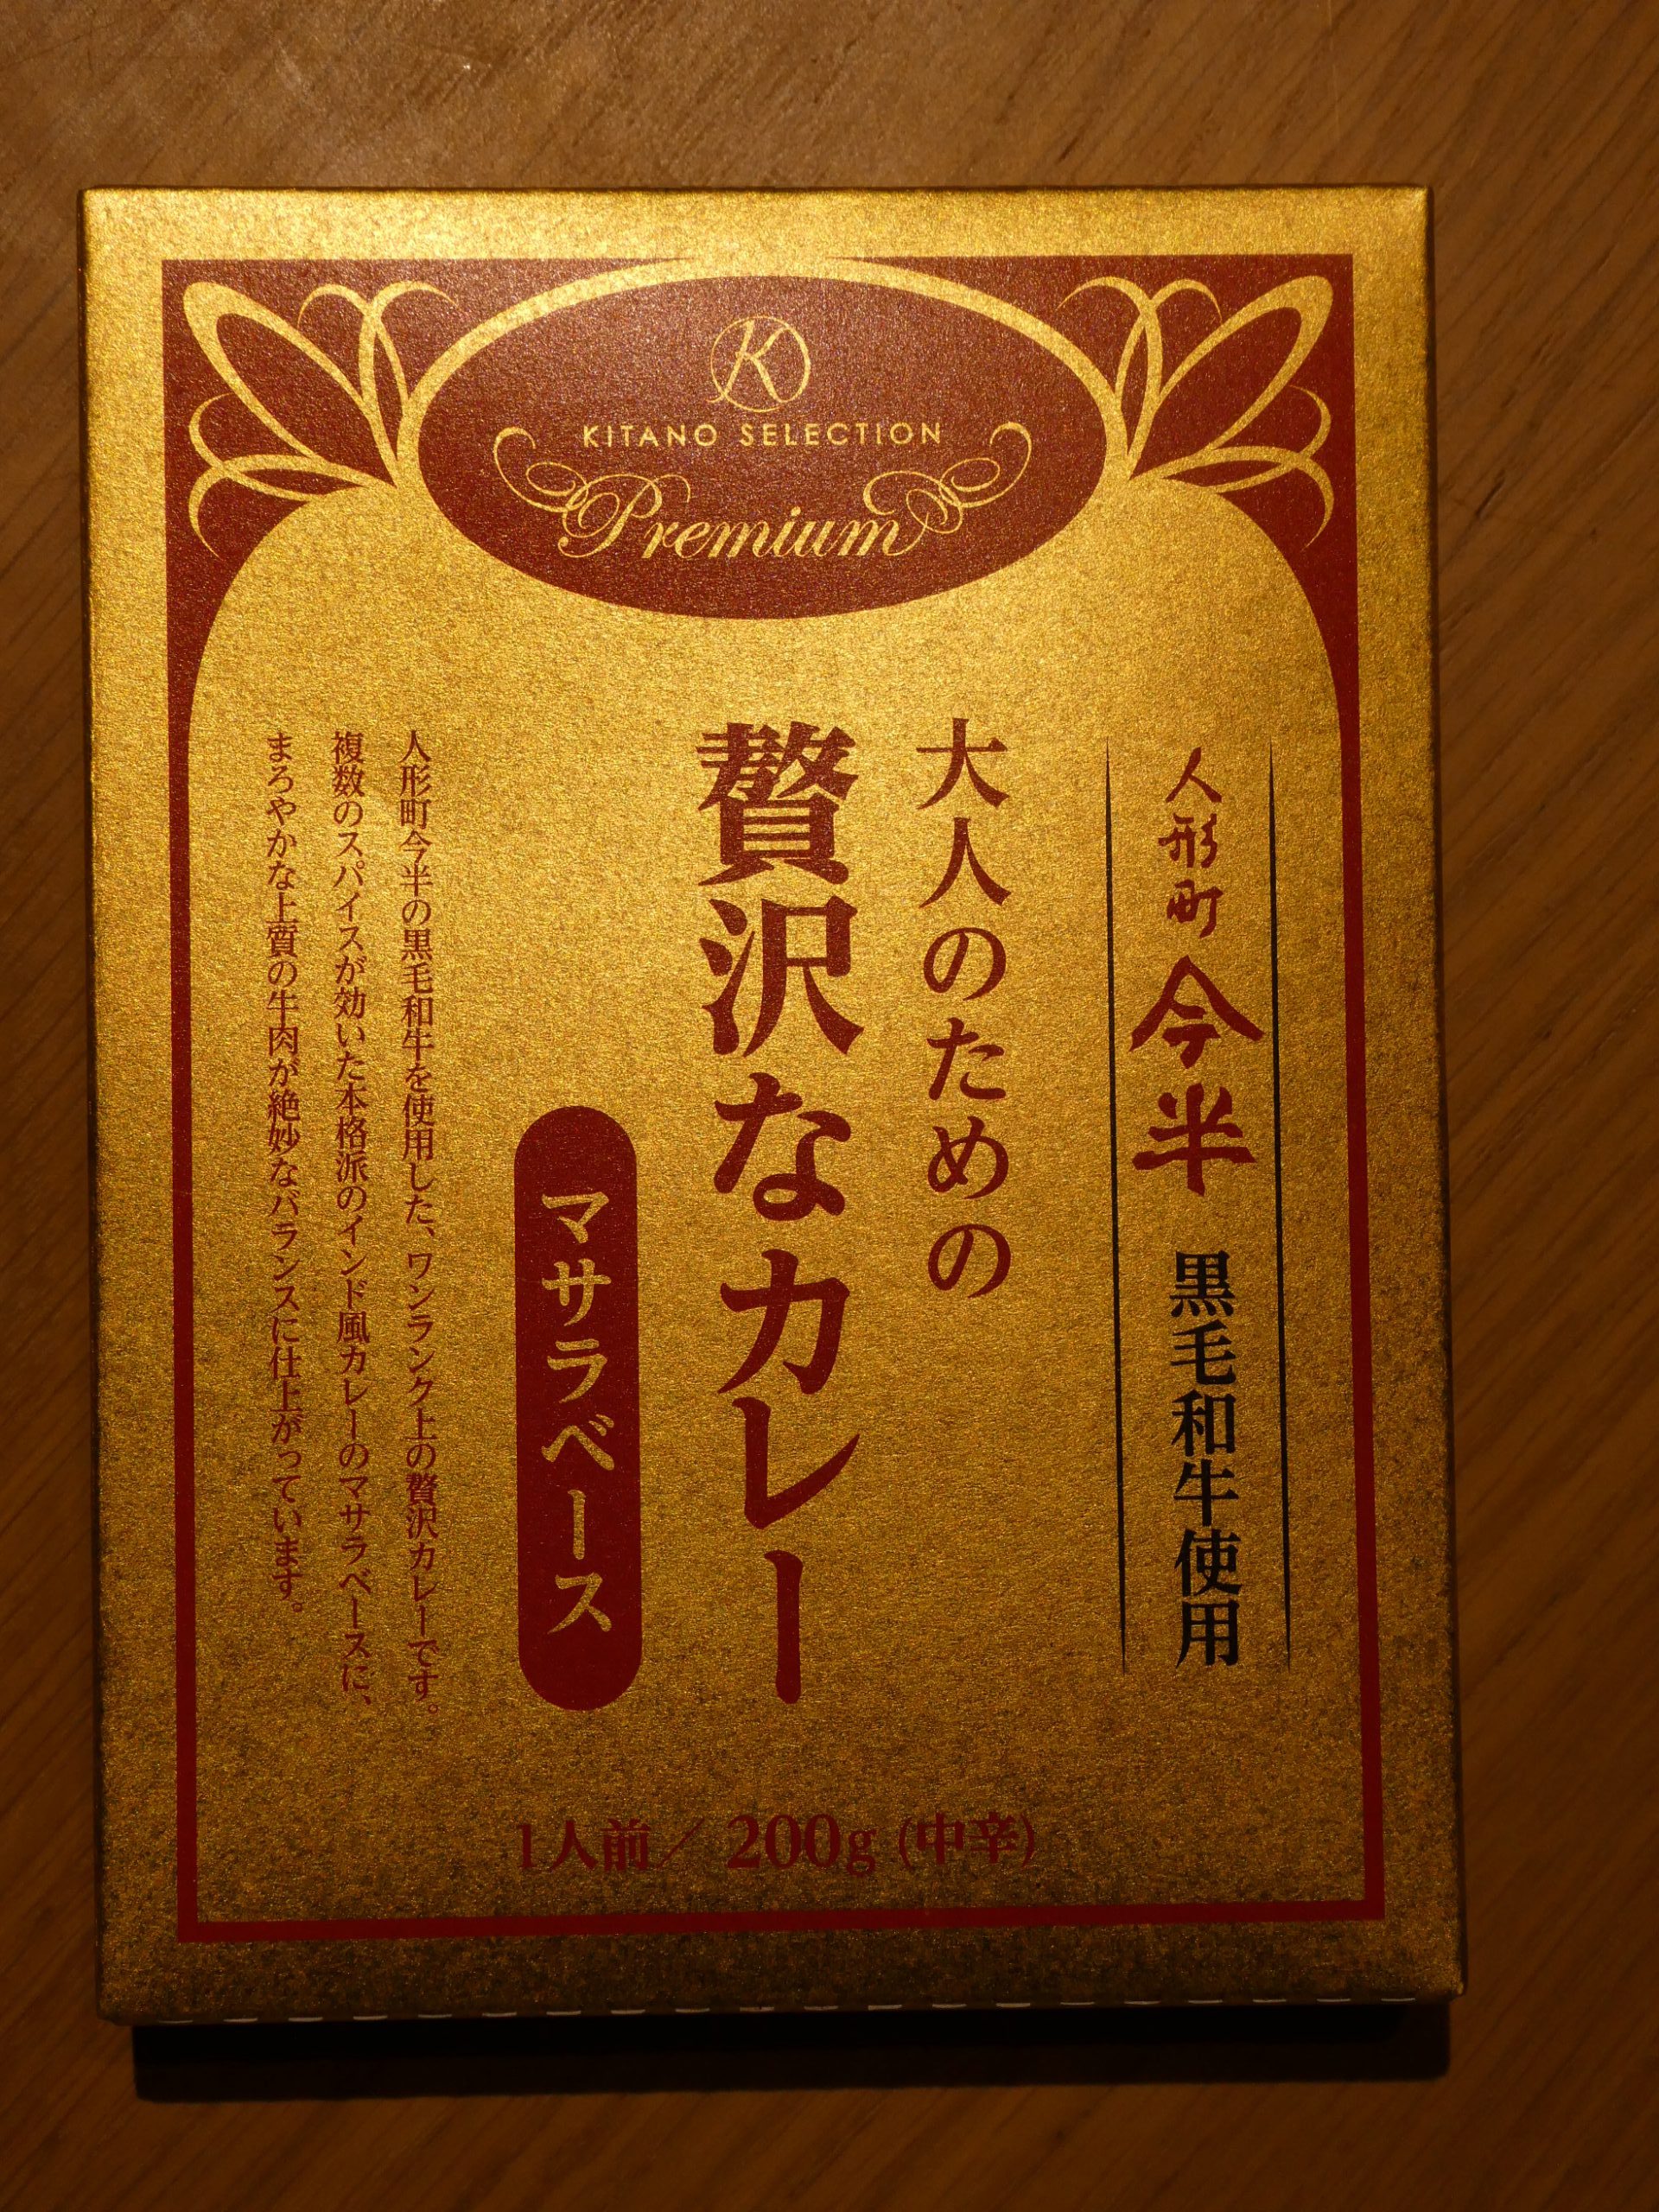 K
KITANO SELECTION
Premium
人形町今半 黒毛和牛使用
大人のための
贅沢なカレー
マサラベース
人形町今半の黒毛和牛を使用した、ワンランク上の贅沢カレーです。
複数のスパイスが効いた本格派のインド風カレーのマサラベースに、
まろやかな上質の牛肉が絶妙なバランスに仕上がっています。
1人前／200g (中辛)